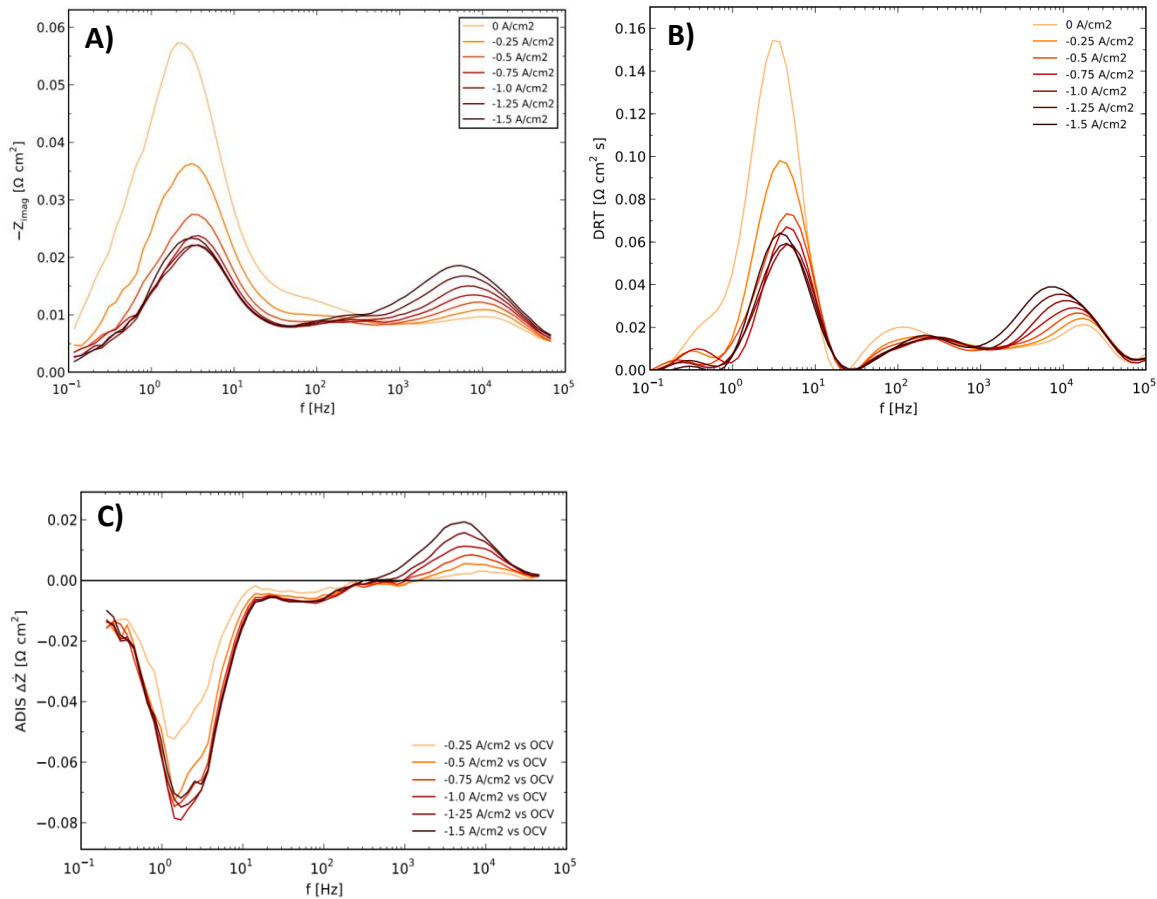 A)
0 A/cm2
-0.25 A/cm2
-0.5 A/cm2
-0.75 A/cm2
-1.0 A/cm2
-1.25 A/cm2
-1.5 A/cm2
0.06
0.05
0.04
0.03
0.02
0.01
0.00
−Z_imag [Ω cm²]
10⁻¹ 10⁰ 10¹ 10² 10³ 10⁴ 10⁵
f [Hz]
B)
0 A/cm2
-0.25 A/cm2
-0.5 A/cm2
-0.75 A/cm2
-1.0 A/cm2
-1.25 A/cm2
-1.5 A/cm2
0.16
0.14
0.12
0.10
0.08
0.06
0.04
0.02
0.00
DRT [Ω cm² s]
10⁻¹ 10⁰ 10¹ 10² 10³ 10⁴ 10⁵
f [Hz]
C)
0.02
0.00
−0.02
−0.04
−0.06
−0.08
ADIS ΔŻ [Ω cm²]
-0.25 A/cm2 vs OCV
-0.5 A/cm2 vs OCV
-0.75 A/cm2 vs OCV
-1.0 A/cm2 vs OCV
-1-25 A/cm2 vs OCV
-1.5 A/cm2 vs OCV
10⁻¹ 10⁰ 10¹ 10² 10³ 10⁴ 10⁵
f [Hz]